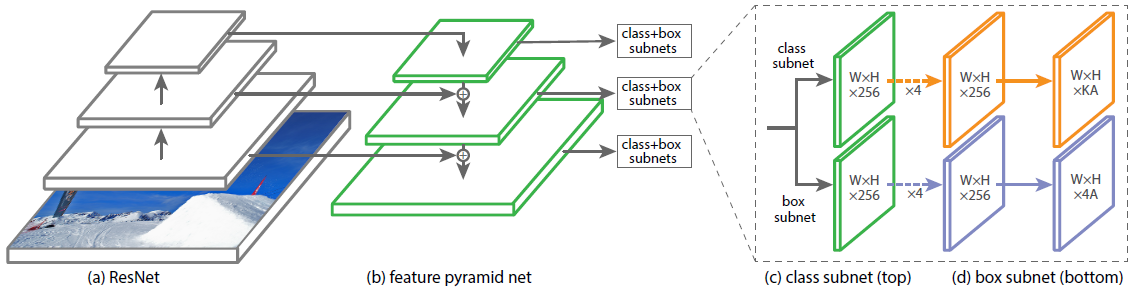 class+box
subnets
class+box
subnets
class+box
subnets
class
subnet
W×H
×256
×4
W×H
×256
W×H
×KA
box
subnet
W×H
×256
×4
W×H
×256
W×H
×4A
(a) ResNet
(b) feature pyramid net
(c) class subnet (top)
(d) box subnet (bottom)